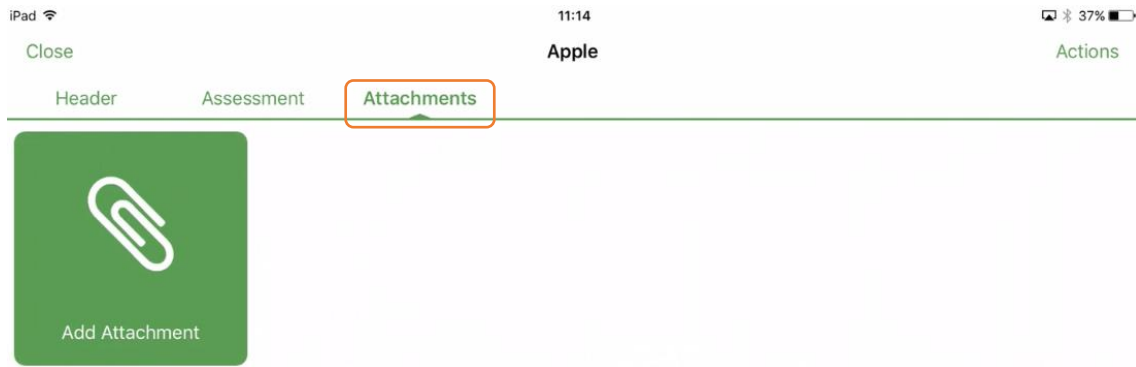 iPad 11:14 37%
Close Apple Actions
Header Assessment Attachments
Add Attachment